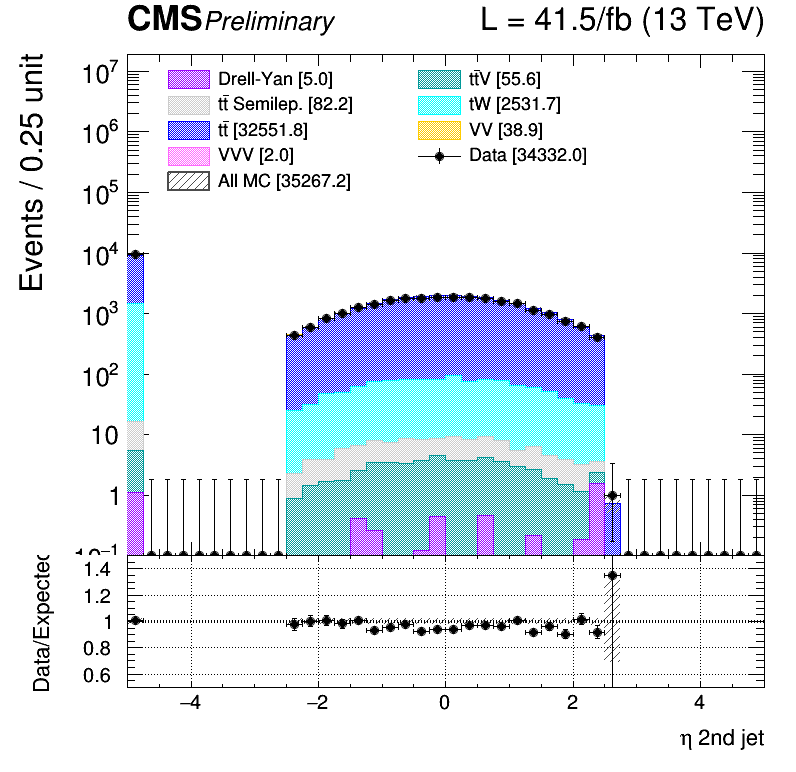 CMS Preliminary L = 41.5/fb (13 TeV)
Events / 0.25 unit
Drell-Yan [5.0]
tt̄ Semilep. [82.2]
tt̄ [32551.8]
VVV [2.0]
All MC [35267.2]
tt̄V [55.6]
tW [2531.7]
VV [38.9]
Data [34332.0]
10⁷
10⁶
10⁵
10⁴
10³
10²
10
1
10⁻¹
Data/Expected
1.4
1.2
1
0.8
0.6
−4 −2 0 2 4
η 2nd jet